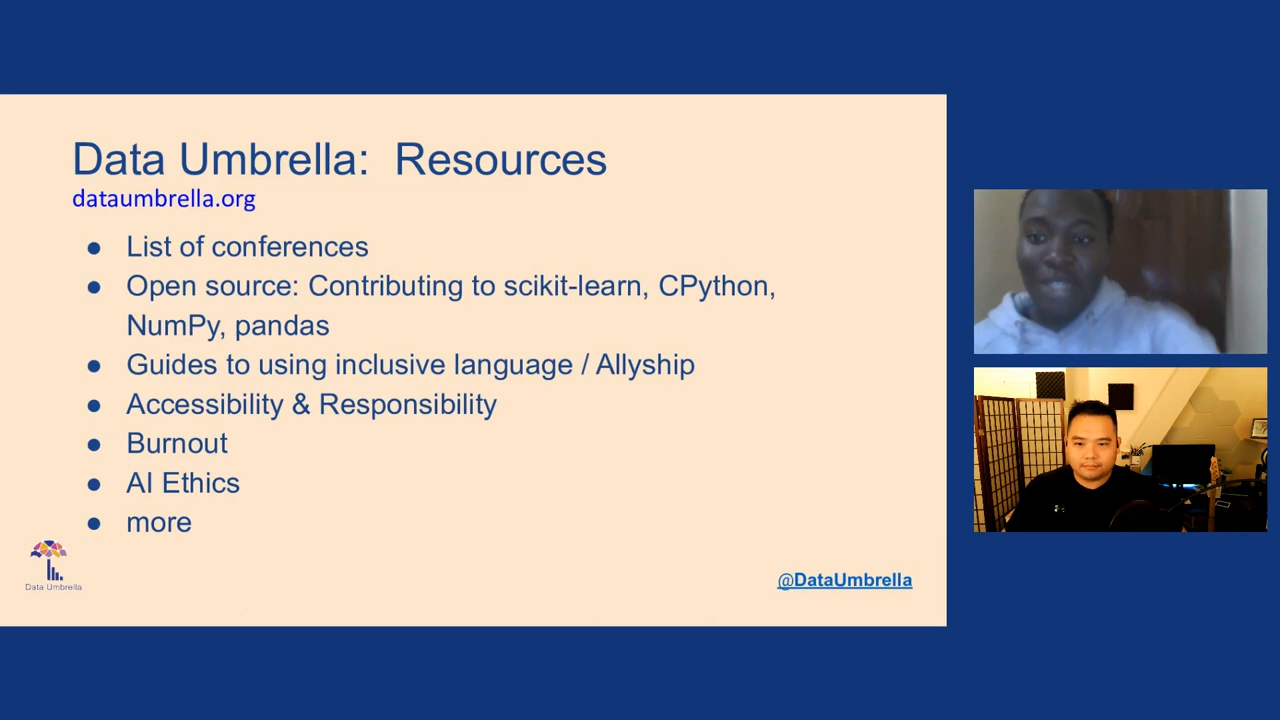 Data Umbrella: Resources
dataumbrella.org
● List of conferences
● Open source: Contributing to scikit-learn, CPython,
NumPy, pandas
● Guides to using inclusive language / Allyship
● Accessibility & Responsibility
● Burnout
● AI Ethics
● more
Data Umbrella
@DataUmbrella